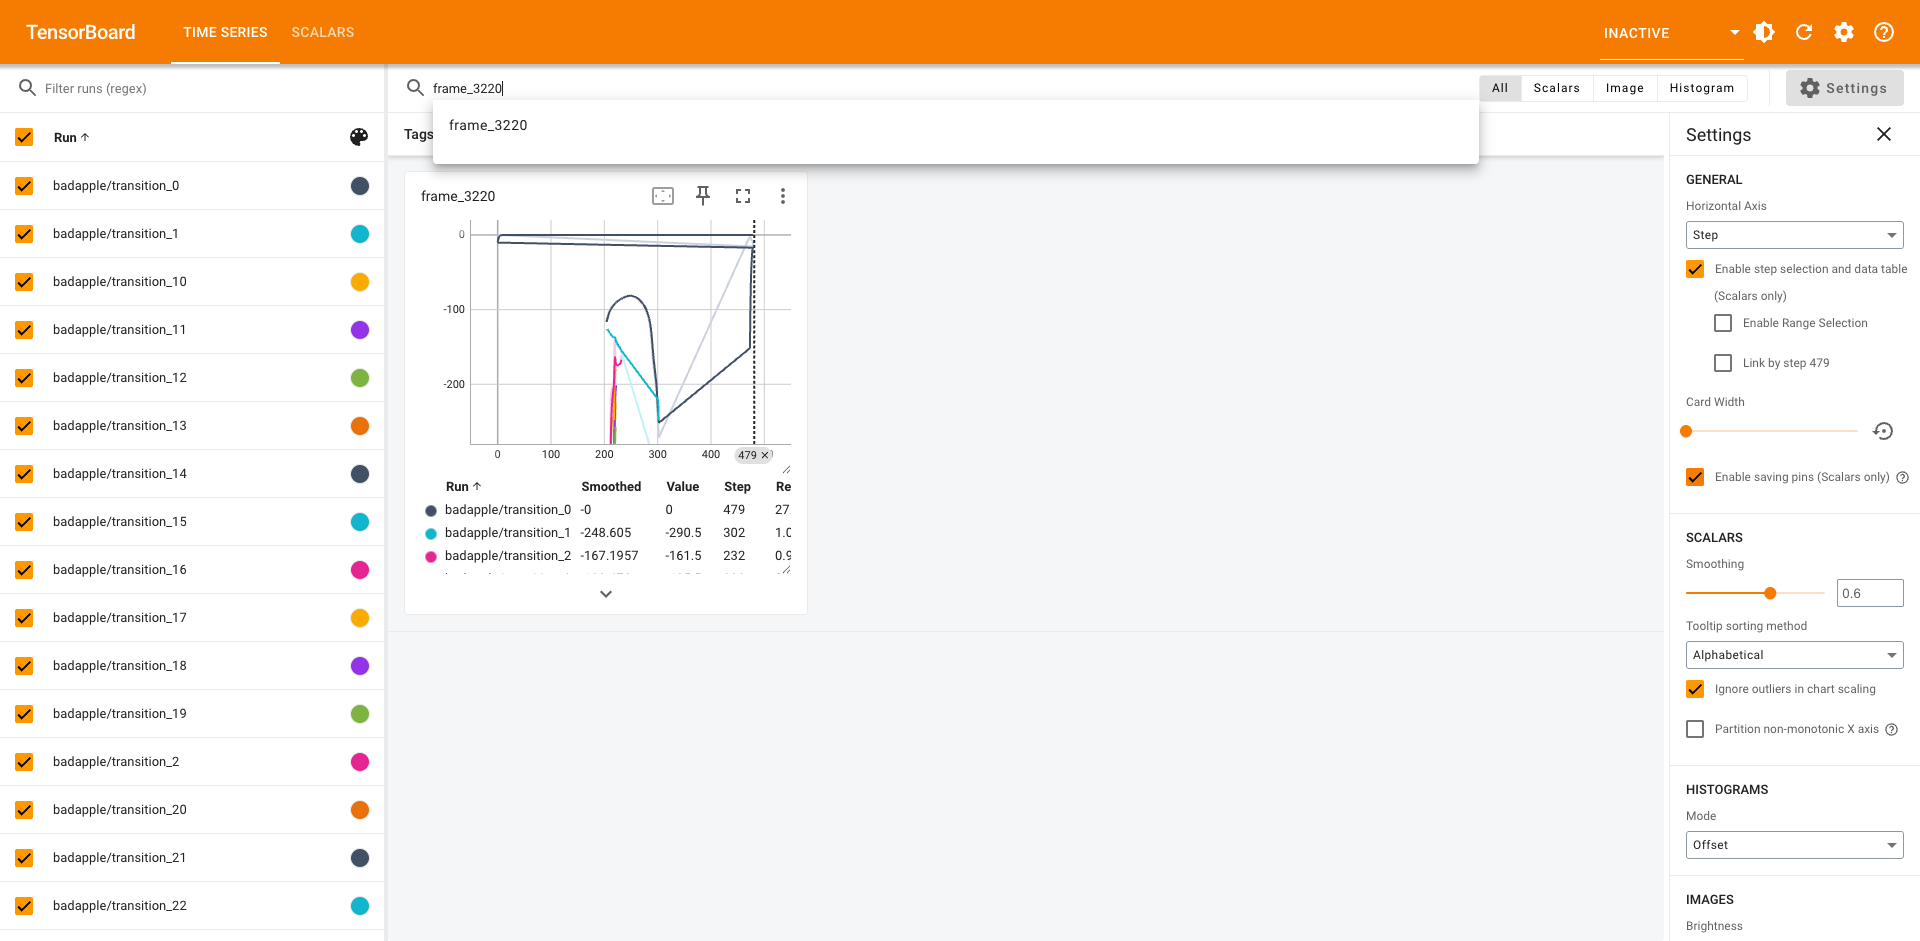 TensorBoard
TIME SERIES
SCALARS
INACTIVE
Filter runs (regex)
frame_3220
All
Scalars
Image
Histogram
Settings
frame_3220
Tags
Run
badapple/transition_0
badapple/transition_1
badapple/transition_10
badapple/transition_11
badapple/transition_12
badapple/transition_13
badapple/transition_14
badapple/transition_15
badapple/transition_16
badapple/transition_17
badapple/transition_18
badapple/transition_19
badapple/transition_2
badapple/transition_20
badapple/transition_21
badapple/transition_22
frame_3220
0
-100
-200
0 100 200 300 400 479
Run Smoothed Value Step Re
badapple/transition_0 -0 0 479 27.
badapple/transition_1 -248.605 -290.5 302 1.0
badapple/transition_2 -167.1957 -161.5 232 0.9
Settings
GENERAL
Horizontal Axis
Step
Enable step selection and data table
(Scalars only)
Enable Range Selection
Link by step 479
Card Width
Enable saving pins (Scalars only)
SCALARS
Smoothing
0.6
Tooltip sorting method
Alphabetical
Ignore outliers in chart scaling
Partition non-monotonic X axis
HISTOGRAMS
Mode
Offset
IMAGES
Brightness